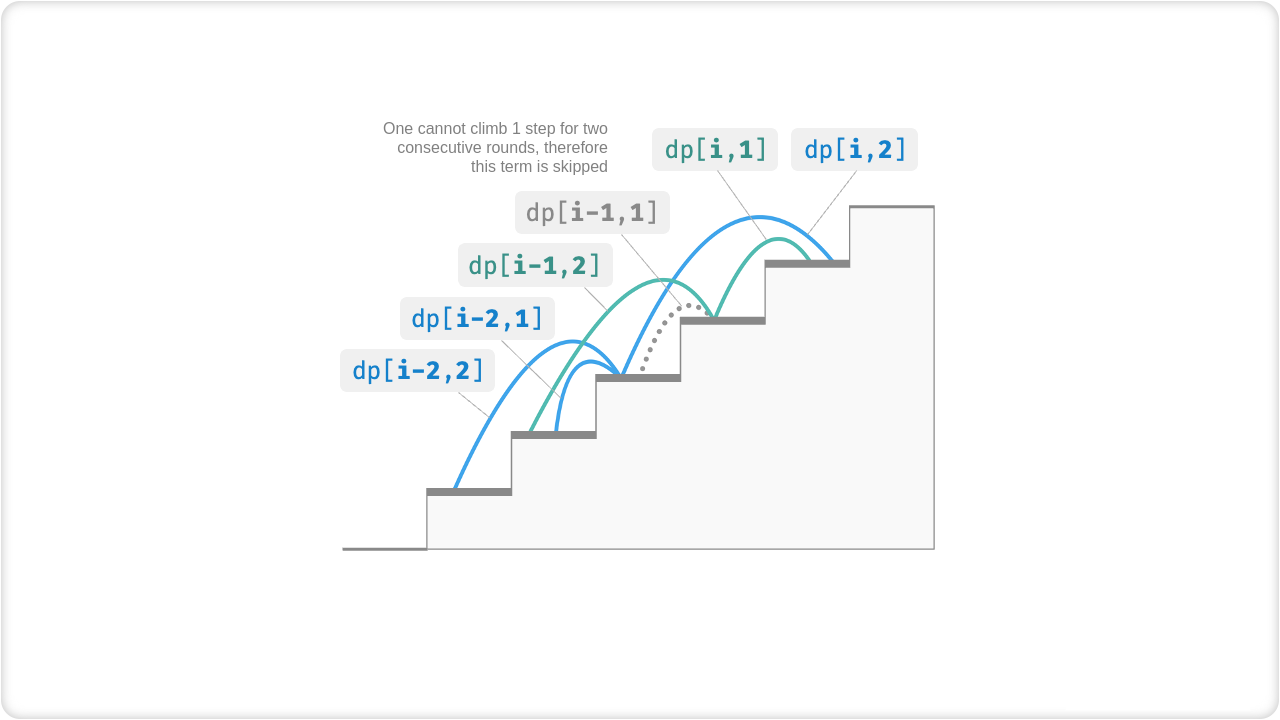 One cannot climb 1 step for two
consecutive rounds, therefore
this term is skipped
dp[i,1]
dp[i,2]
dp[i-1,1]
dp[i-1,2]
dp[i-2,1]
dp[i-2,2]